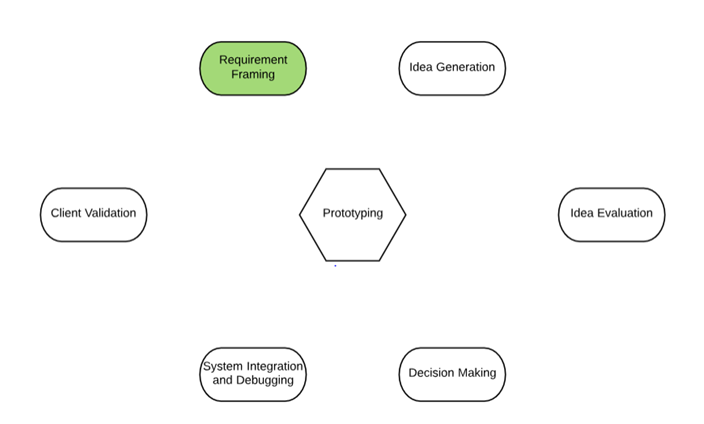 Requirement
Framing
Idea Generation
Client Validation
Prototyping
Idea Evaluation
System Integration
and Debugging
Decision Making